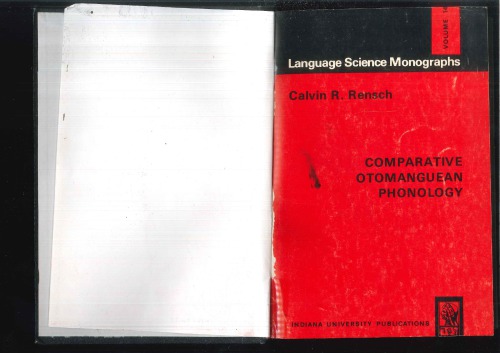 Language Science Monographs
Calvin R. Rensch
COMPARATIVE
OTOMANGUEAN
PHONOLOGY
INDIANA UNIVERSITY PUBLICATIONS
VOLUME